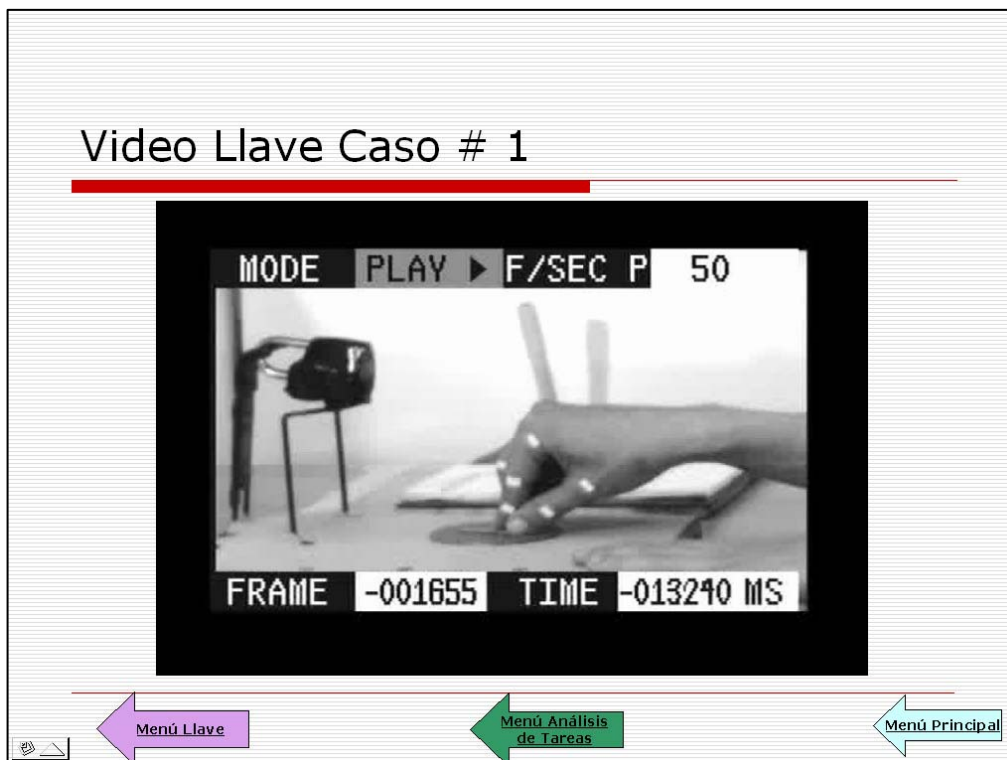 Video Llave Caso # 1
MODE PLAY ▶ F/SEC P 50
FRAME -001655 TIME -013240 MS
Menú Llave
Menú Análisis
de Tareas
Menú Principal